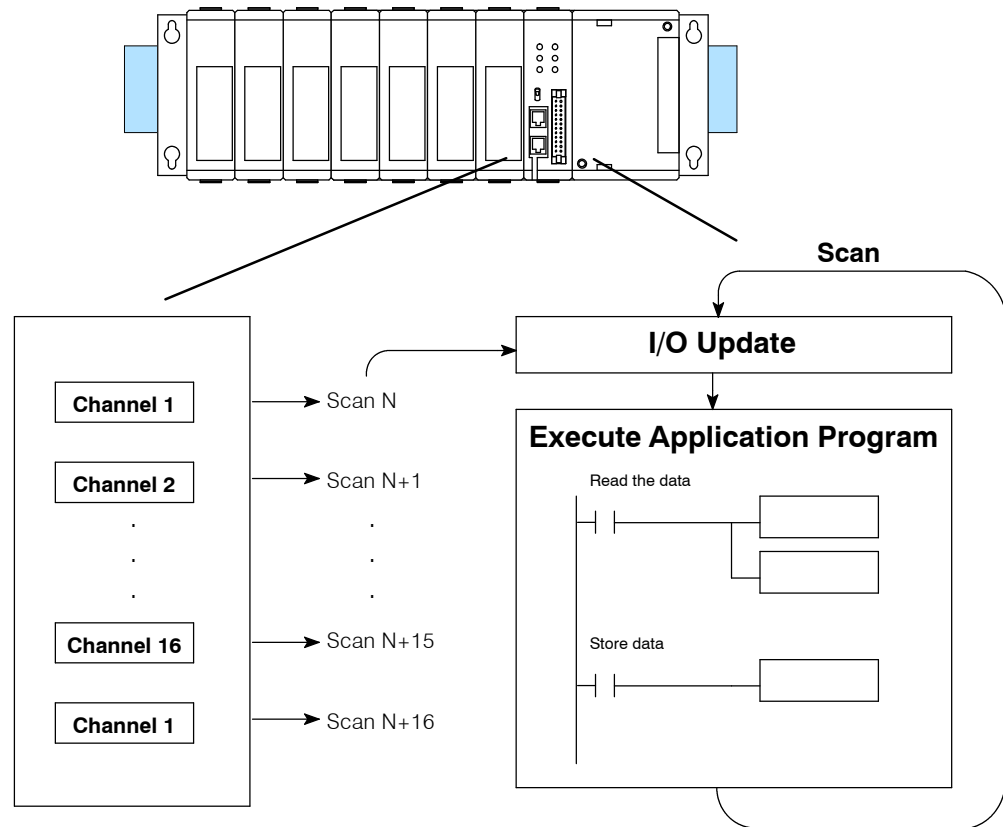 Scan
I/O Update
Channel 1
Scan N
Execute Application Program
Channel 2
Scan N+1
Read the data
Channel 16
Scan N+15
Store data
Channel 1
Scan N+16